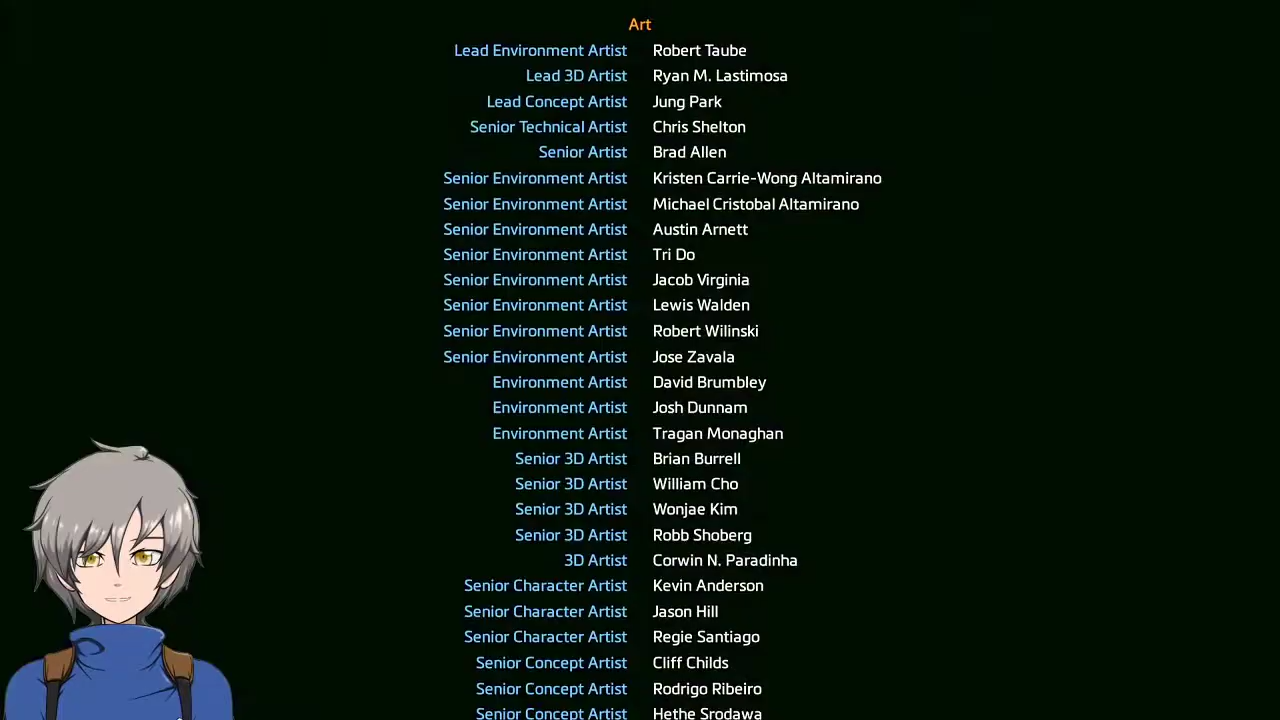 Art
Lead Environment Artist Robert Taube
Lead 3D Artist Ryan M. Lastimosa
Lead Concept Artist Jung Park
Senior Technical Artist Chris Shelton
Senior Artist Brad Allen
Senior Environment Artist Kristen Carrie-Wong Altamirano
Senior Environment Artist Michael Cristobal Altamirano
Senior Environment Artist Austin Arnett
Senior Environment Artist Tri Do
Senior Environment Artist Jacob Virginia
Senior Environment Artist Lewis Walden
Senior Environment Artist Robert Wilinski
Senior Environment Artist Jose Zavala
Environment Artist David Brumbley
Environment Artist Josh Dunnam
Environment Artist Tragan Monaghan
Senior 3D Artist Brian Burrell
Senior 3D Artist William Cho
Senior 3D Artist Wonjae Kim
Senior 3D Artist Robb Shoberg
3D Artist Corwin N. Paradinha
Senior Character Artist Kevin Anderson
Senior Character Artist Jason Hill
Senior Character Artist Regie Santiago
Senior Concept Artist Cliff Childs
Senior Concept Artist Rodrigo Ribeiro
Senior Concept Artist Hethe Srodawa